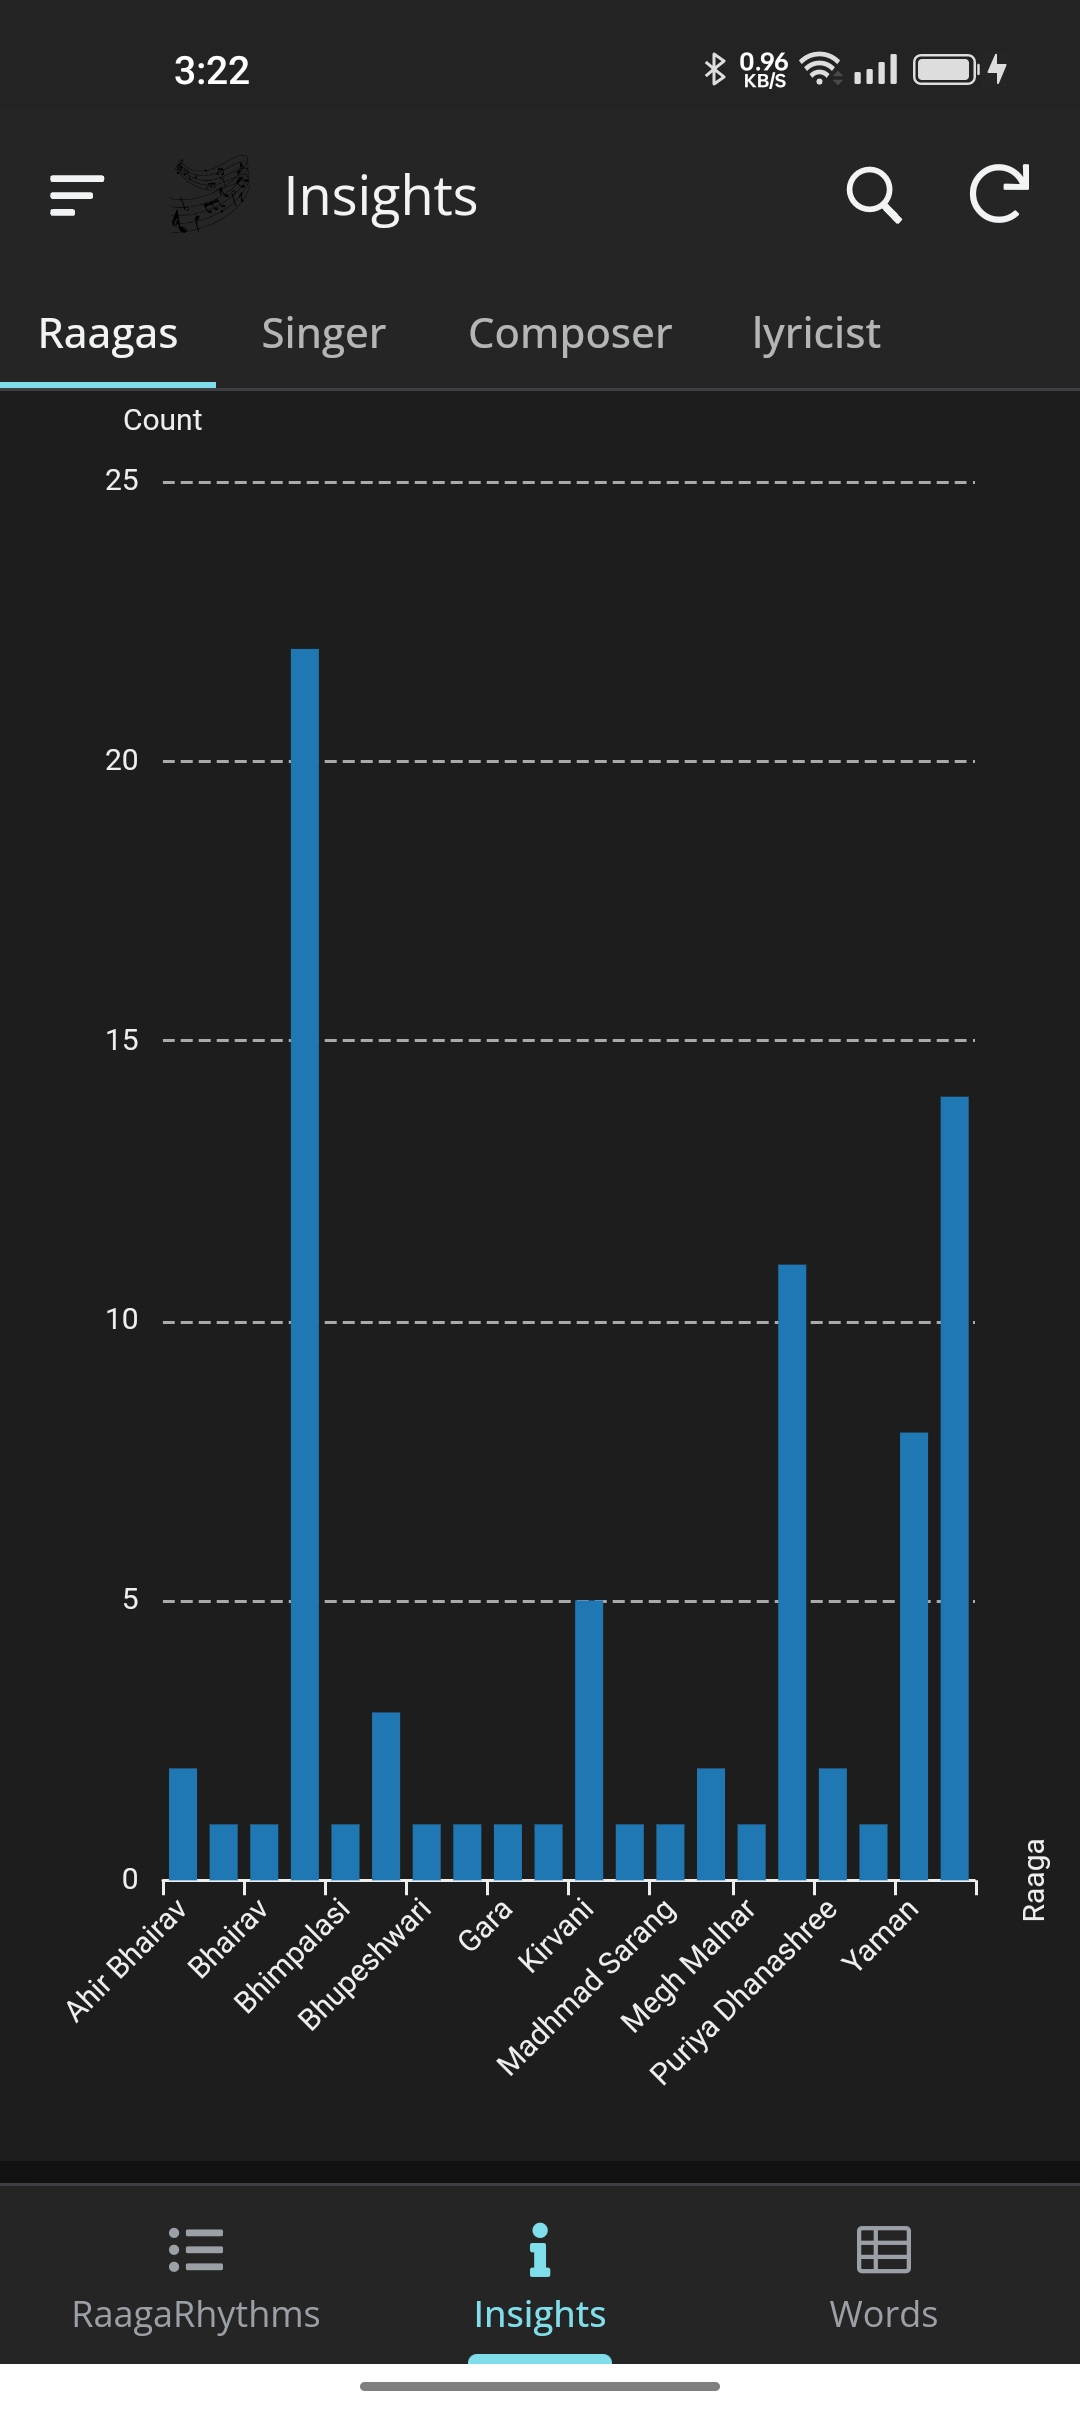 3:22
0.96
KB/S
Insights
Raagas Singer Composer lyricist
Count
25
20
15
10
5
0
Ahir Bhairav
Bhairav
Bhimpalasi
Bhupeshwari
Gara
Kirvani
Madhmad Sarang
Megh Malhar
Puriya Dhanashree
Yaman
Raaga
RaagaRhythms Insights Words